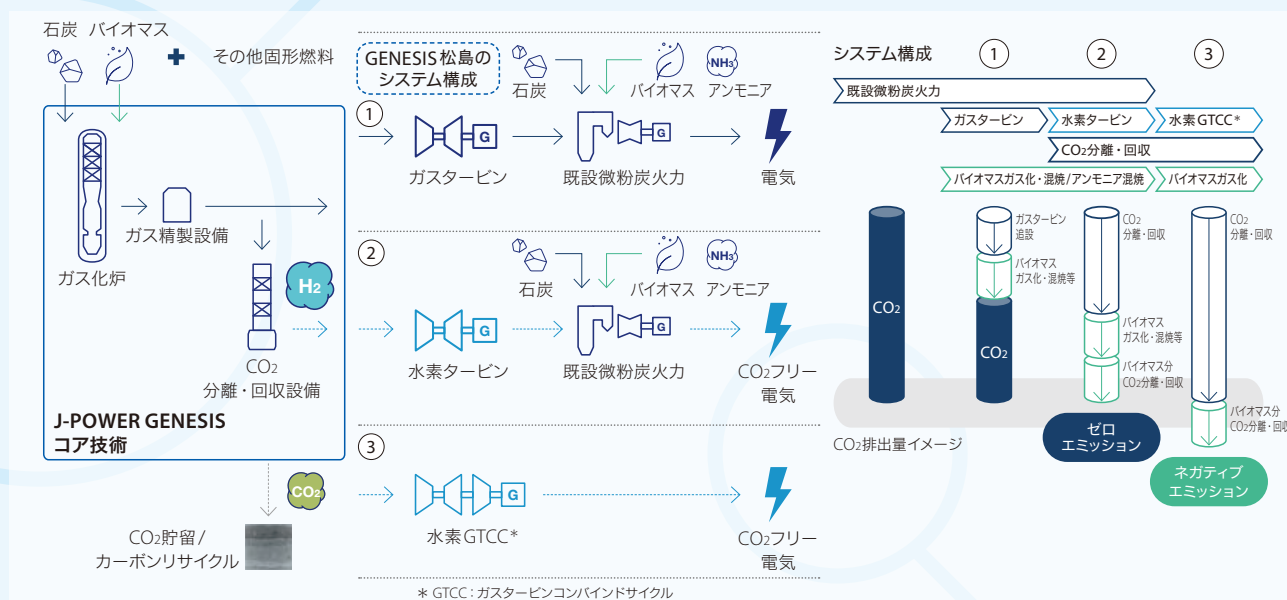 石炭 バイオマス
その他固形燃料
ガス化炉
ガス精製設備
H2
CO2
分離・回収設備
J-POWER GENESIS
コア技術
CO2
CO2貯留/
カーボンリサイクル
GENESIS 松島の
システム構成
①
石炭
バイオマス
NH3
アンモニア
G
ガスタービン
G
既設微粉炭火力
電気
②
石炭
バイオマス
NH3
アンモニア
G
水素タービン
G
既設微粉炭火力
CO2フリー
電気
③
G
水素GTCC*
CO2フリー
電気
* GTCC:ガスタービンコンバインドサイクル
システム構成 ① ② ③
既設微粉炭火力
ガスタービン 水素タービン 水素GTCC*
CO2分離・回収
バイオマスガス化・混焼/アンモニア混焼 バイオマスガス化
CO2
ガスタービン
追設
バイオマス
ガス化・混焼等
CO2
CO2
分離・回収
バイオマス
ガス化・混焼等
バイオマス分
CO2分離・回収
CO2
分離・回収
バイオマス分
CO2分離・回収
CO2排出量イメージ
ゼロ
エミッション
ネガティブ
エミッション